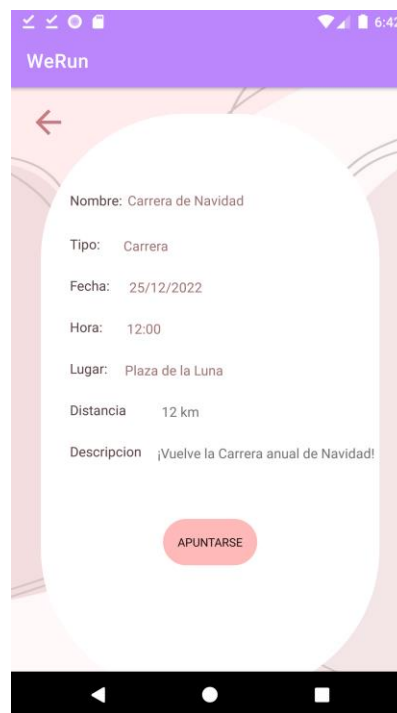 6:42
WeRun
Nombre: Carrera de Navidad
Tipo: Carrera
Fecha: 25/12/2022
Hora: 12:00
Lugar: Plaza de la Luna
Distancia 12 km
Descripcion ¡Vuelve la Carrera anual de Navidad!
APUNTARSE